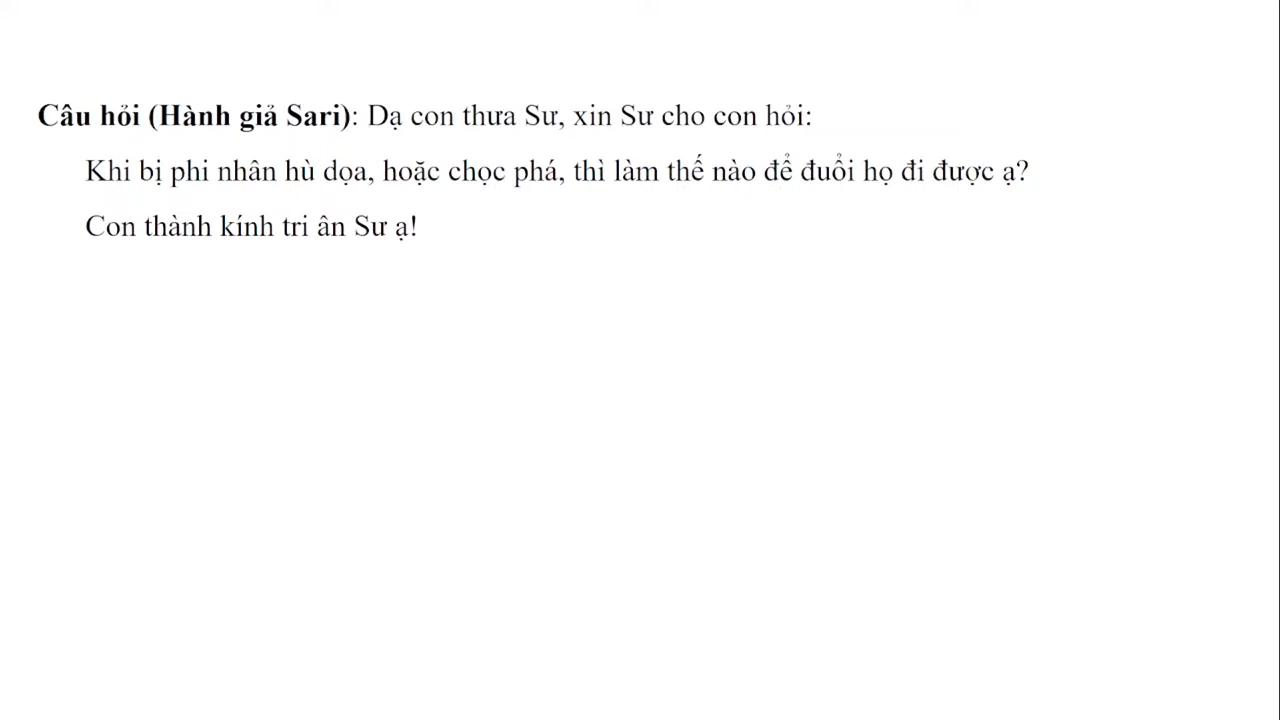 Câu hỏi (Hành giả Sari): Dạ con thưa Sư, xin Sư cho con hỏi:
Khi bị phi nhân hù dọa, hoặc chọc phá, thì làm thế nào để đuổi họ đi được ạ?
Con thành kính tri ân Sư ạ!